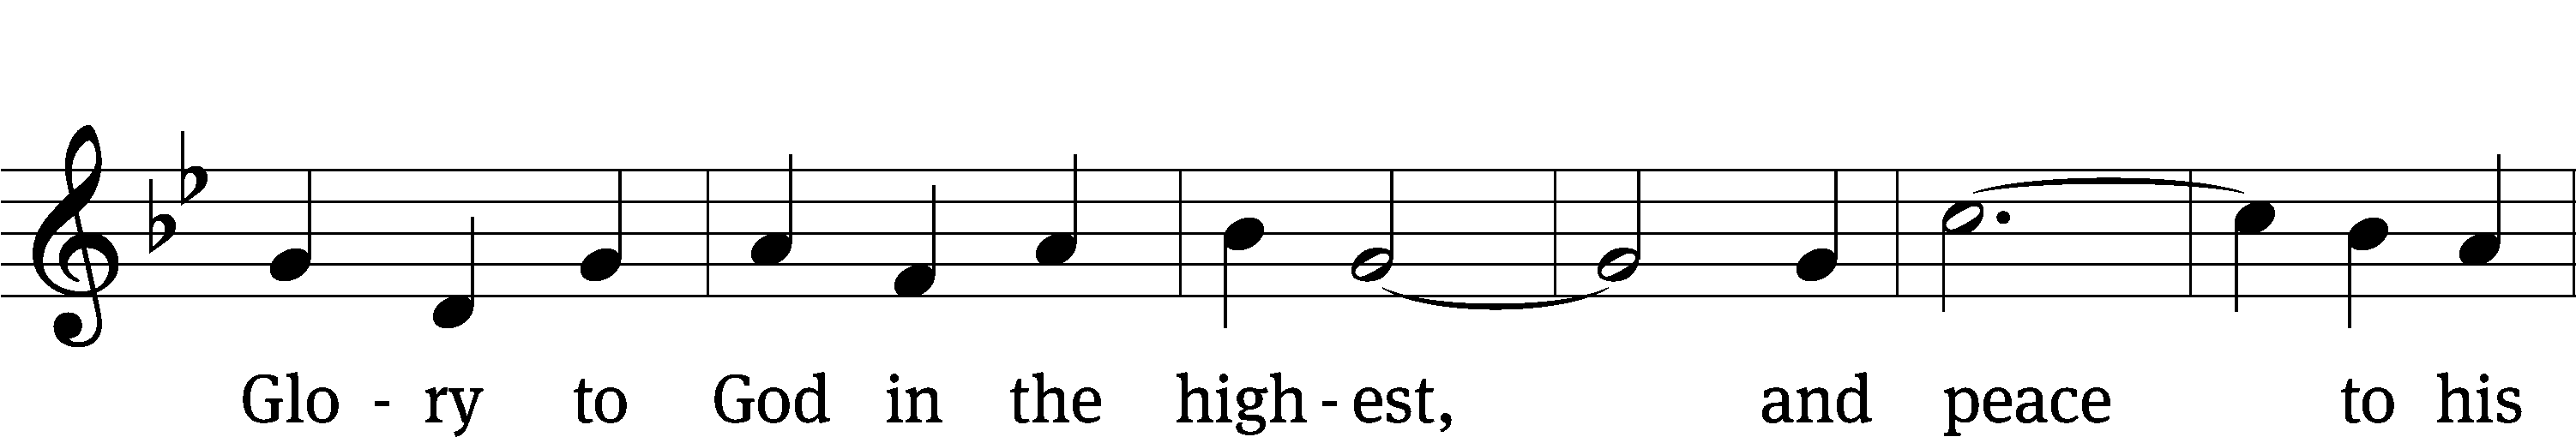 Glo - ry to God in the high - est, and peace to his